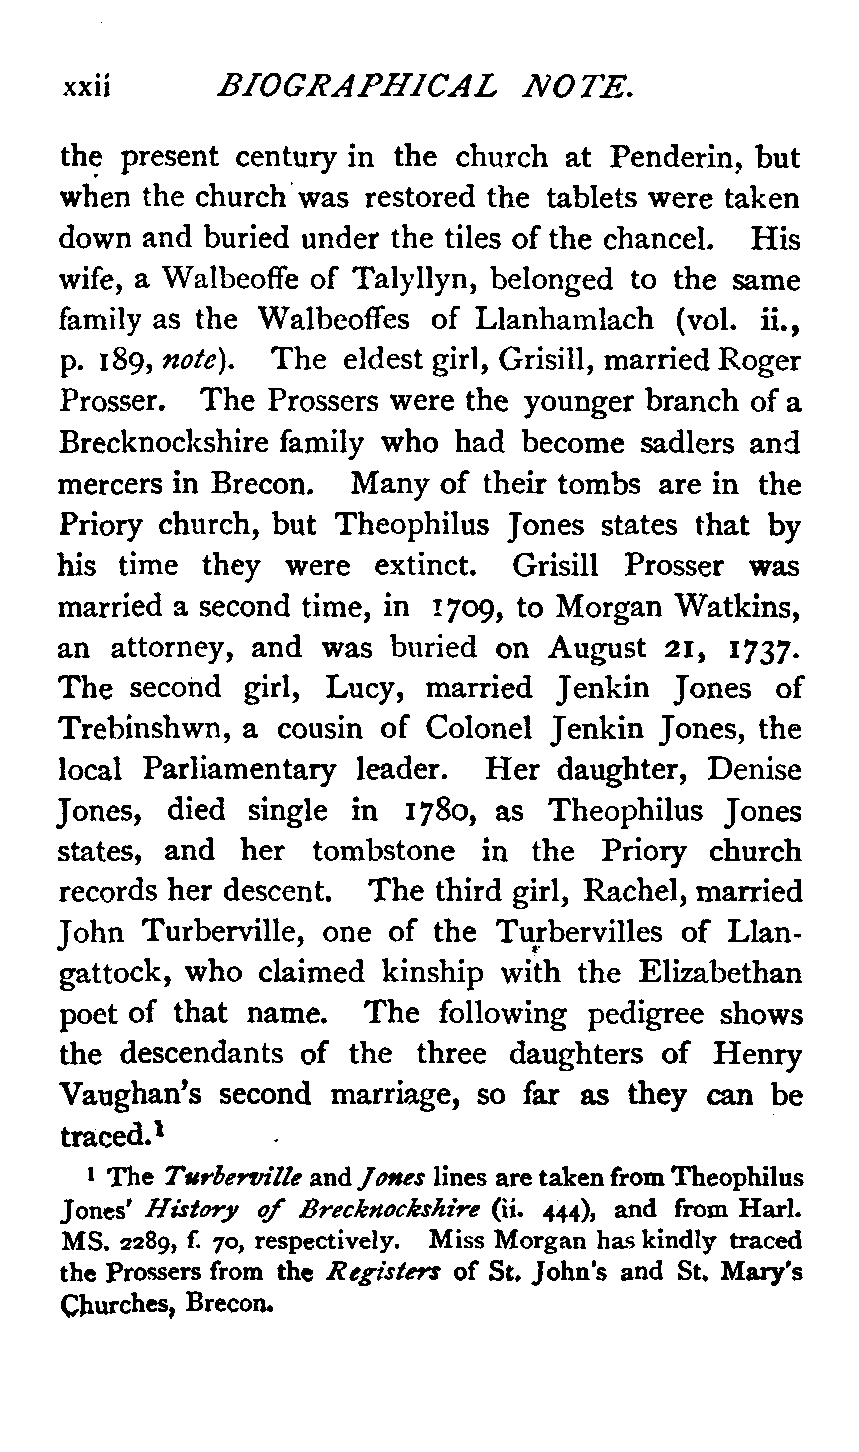 xxii BIOGRAPHICAL NOTE.
the present century in the church at Penderin, but
when the church was restored the tablets were taken
down and buried under the tiles of the chancel. His
wife, a Walbeoffe of Talyllyn, belonged to the same
family as the Walbeoffes of Llanhamlach (vol. ii.,
p. 189, note). The eldest girl, Grisill, married Roger
Prosser. The Prossers were the younger branch of a
Brecknockshire family who had become sadlers and
mercers in Brecon. Many of their tombs are in the
Priory church, but Theophilus Jones states that by
his time they were extinct. Grisill Prosser was
married a second time, in 1709, to Morgan Watkins,
an attorney, and was buried on August 21, 1737.
The second girl, Lucy, married Jenkin Jones of
Trebinshwn, a cousin of Colonel Jenkin Jones, the
local Parliamentary leader. Her daughter, Denise
Jones, died single in 1780, as Theophilus Jones
states, and her tombstone in the Priory church
records her descent. The third girl, Rachel, married
John Turberville, one of the Turbervilles of Llan-
gattock, who claimed kinship with the Elizabethan
poet of that name. The following pedigree shows
the descendants of the three daughters of Henry
Vaughan's second marriage, so far as they can be
traced.¹
¹ The Turberville and Jones lines are taken from Theophilus
Jones' History of Brecknockshire (ii. 444), and from Harl.
MS. 2289, f. 70, respectively. Miss Morgan has kindly traced
the Prossers from the Registers of St. John's and St. Mary's
Churches, Brecon.